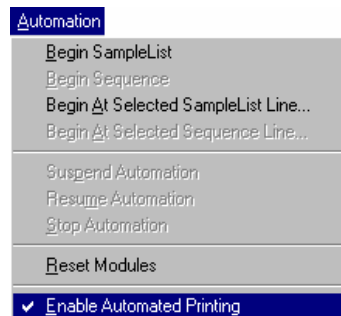 Automation
Begin SampleList
Begin Sequence
Begin At Selected SampleList Line...
Begin At Selected Sequence Line...
Suspend Automation
Resume Automation
Stop Automation
Reset Modules
Enable Automated Printing